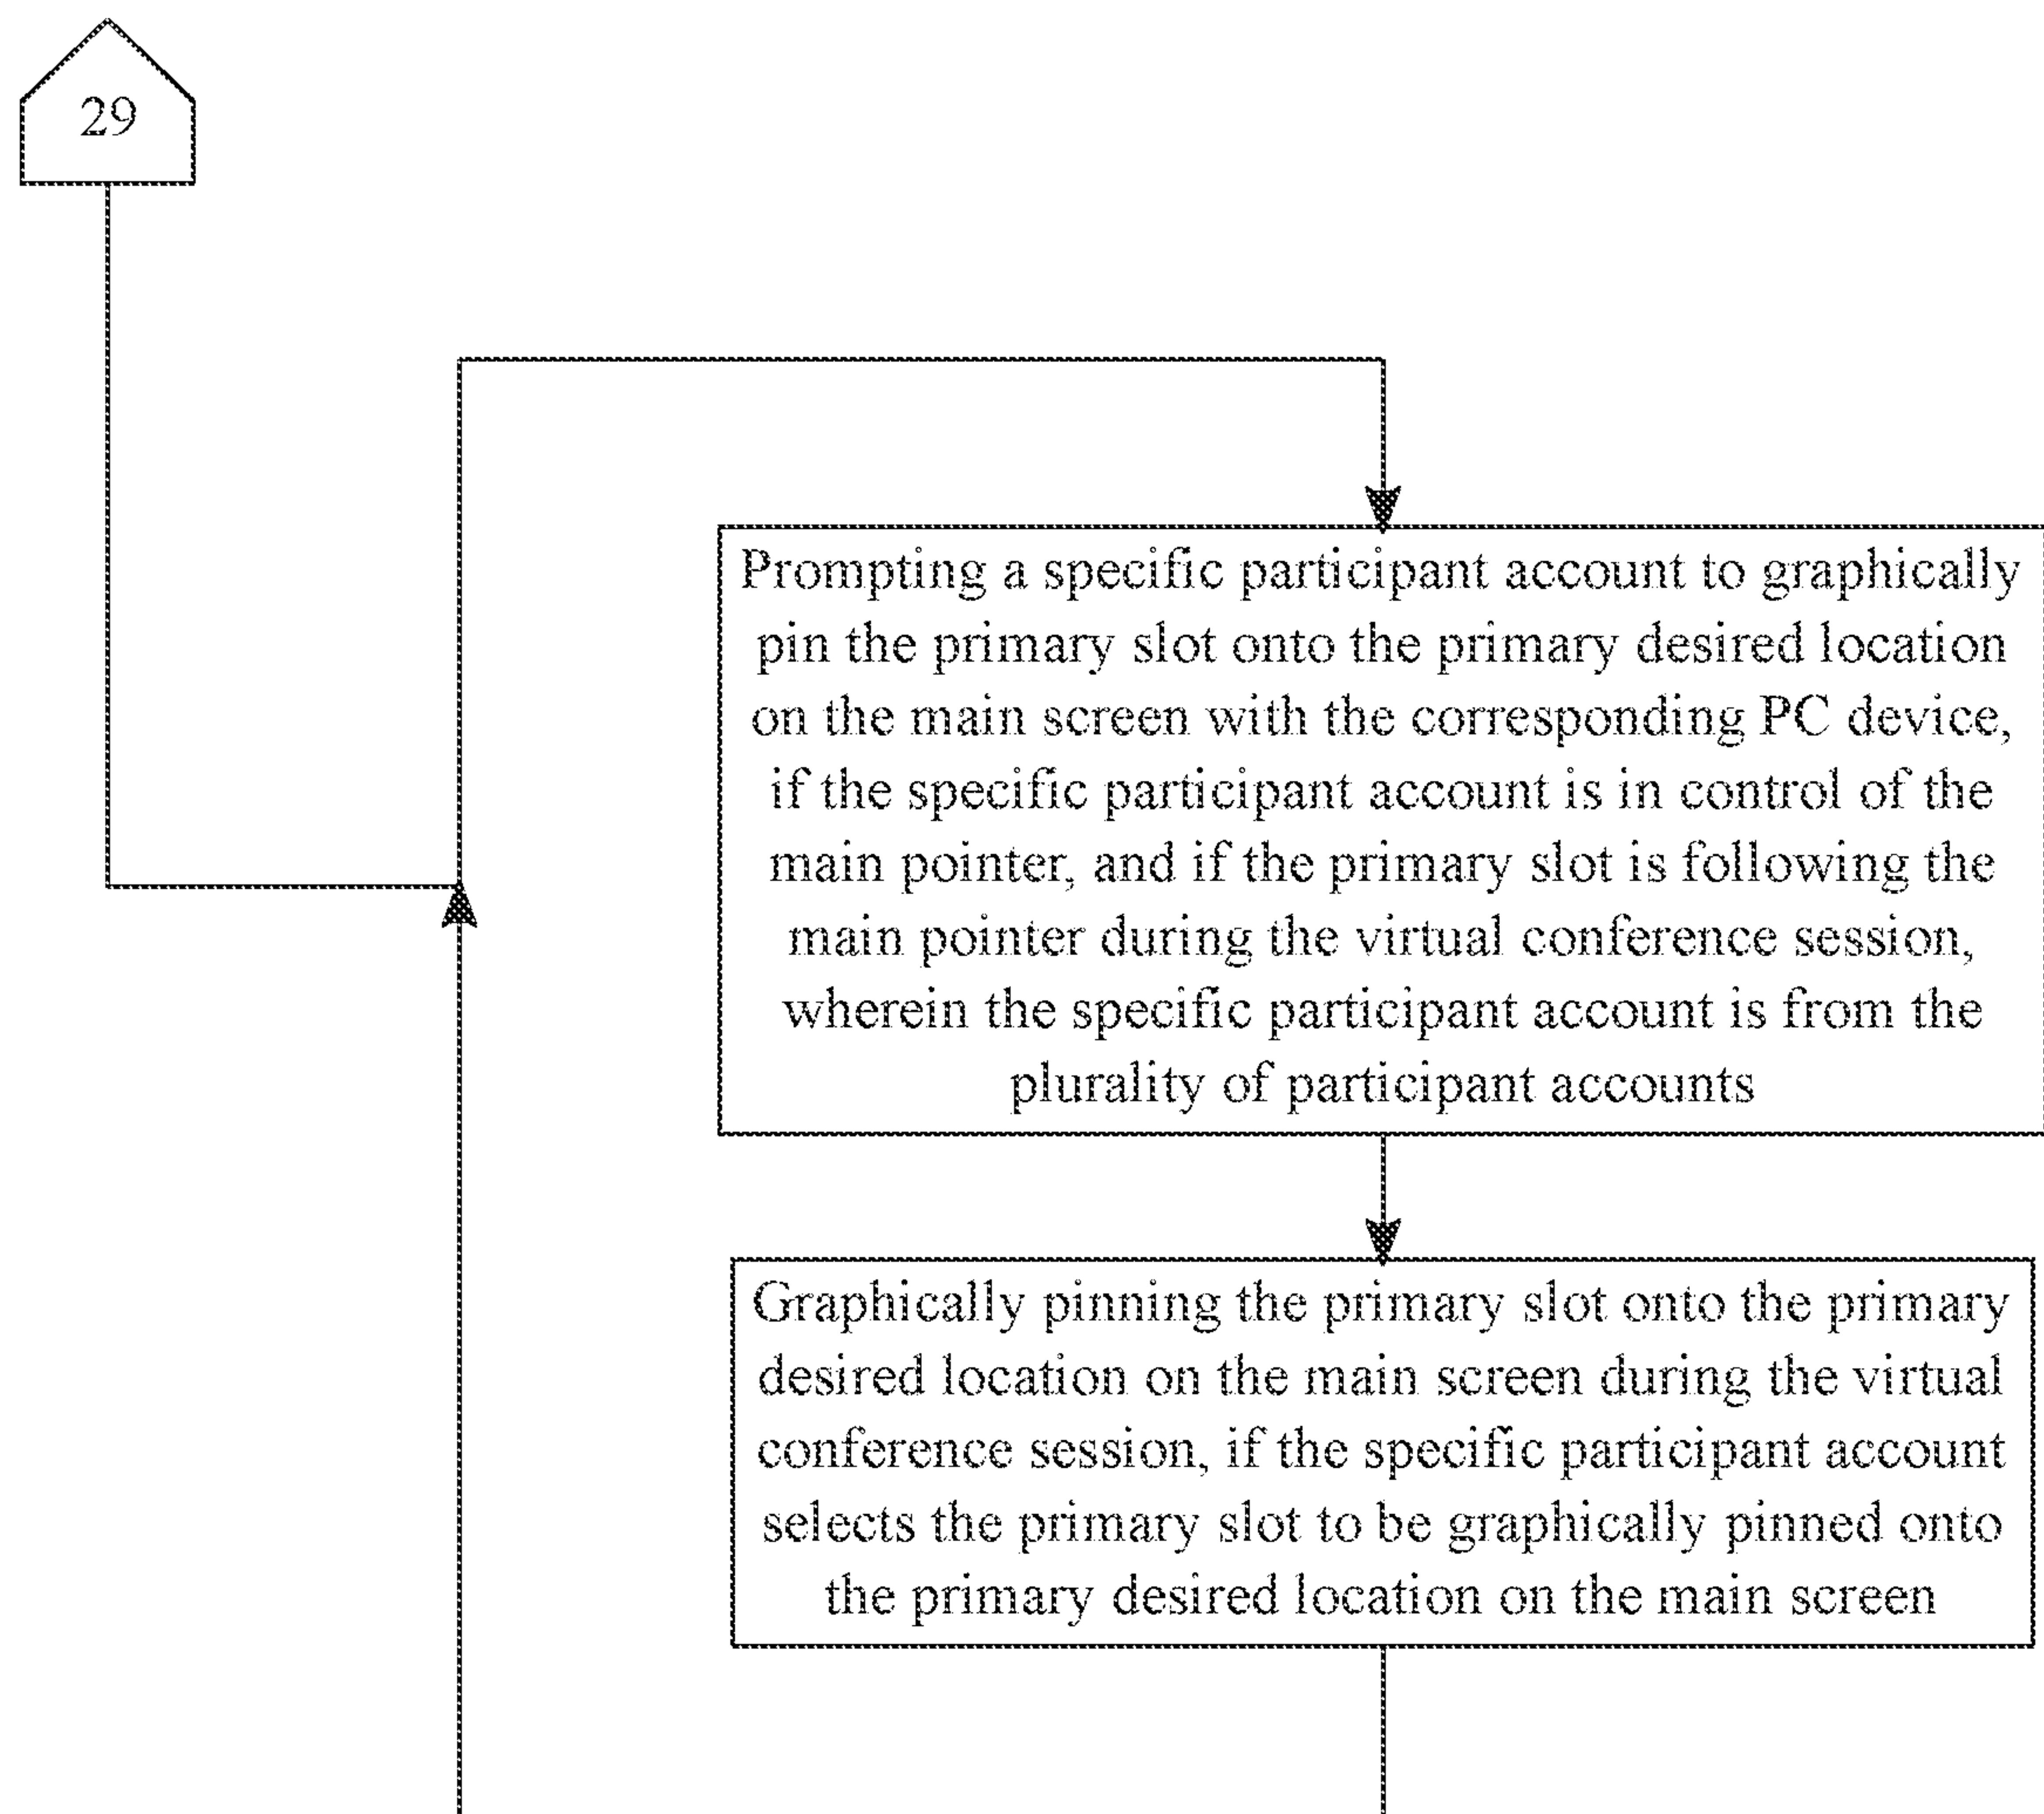 29
Prompting a specific participant account to graphically
pin the primary slot onto the primary desired location
on the main screen with the corresponding PC device,
if the specific participant account is in control of the
main pointer, and if the primary slot is following the
main pointer during the virtual conference session,
wherein the specific participant account is from the
plurality of participant accounts
Graphically pinning the primary slot onto the primary
desired location on the main screen during the virtual
conference session, if the specific participant account
selects the primary slot to be graphically pinned onto
the primary desired location on the main screen